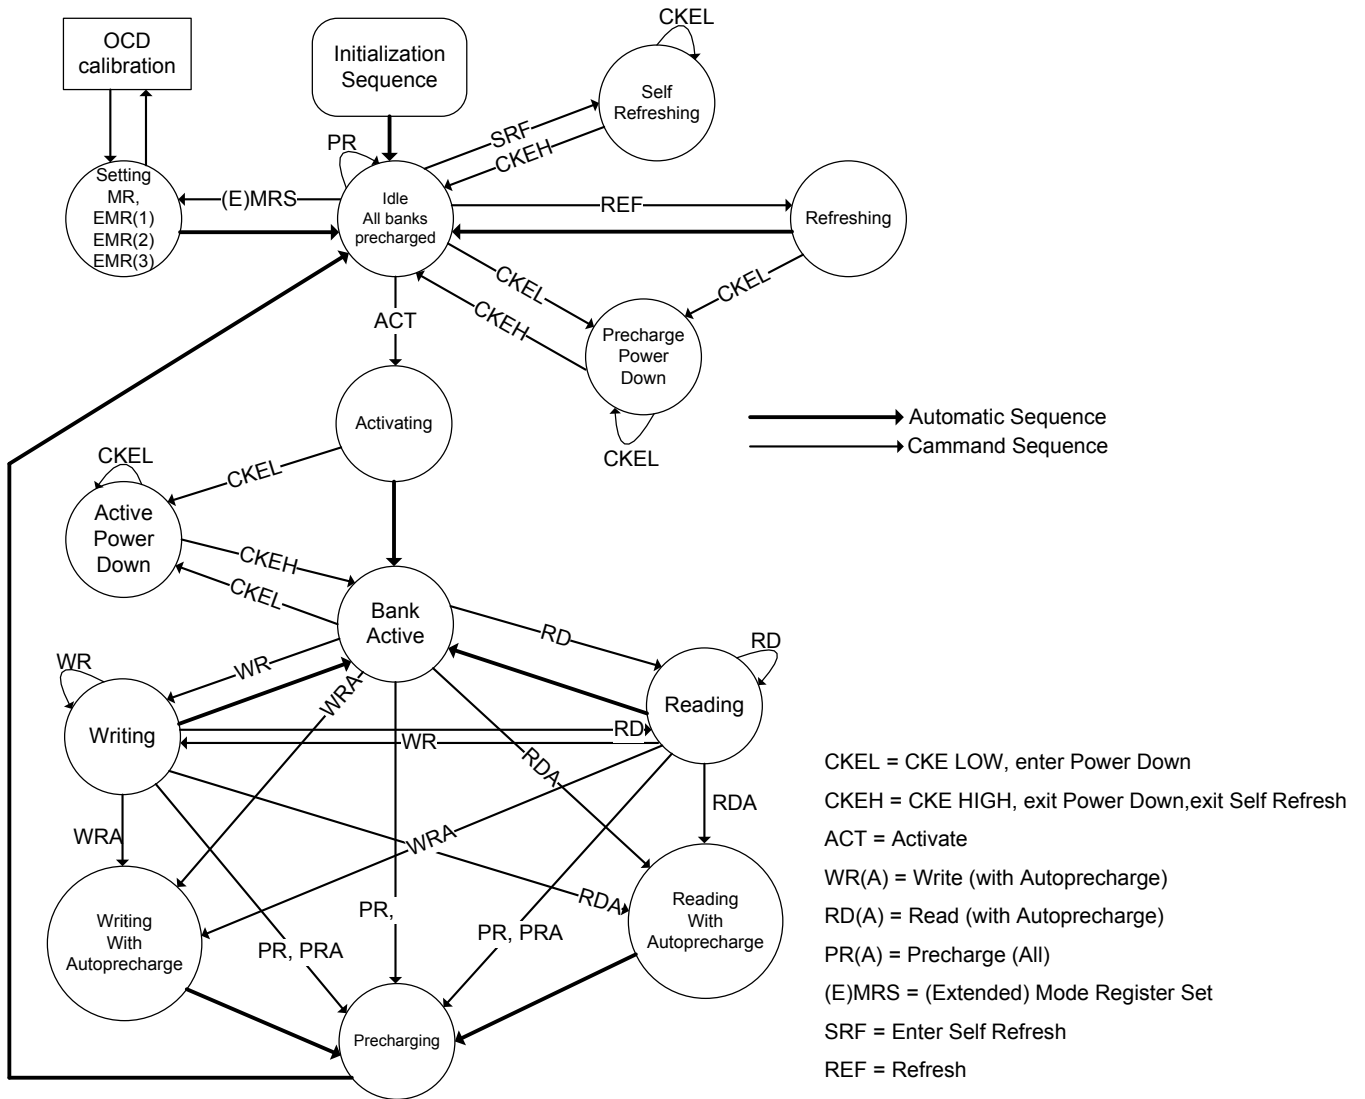 OCD
calibration
Initialization
Sequence
CKEL
Self
Refreshing
SRF
CKEH
PR
Setting
MR,
EMR(1)
EMR(2)
EMR(3)
(E)MRS
Idle
All banks
precharged
REF
Refreshing
CKEL
CKEH
CKEL
ACT
Precharge
Power
Down
CKEL
Activating
Automatic Sequence
Cammand Sequence
CKEL
CKEL
Active
Power
Down
CKEH
CKEL
Bank
Active
RD
RD
WR
WR
WRA
Reading
Writing
RD
WR
RDA
RDA
WRA
WRA
RDA
PR,
PR, PRA
PR, PRA
Writing
With
Autoprecharge
Reading
With
Autoprecharge
Precharging
CKEL = CKE LOW, enter Power Down
CKEH = CKE HIGH, exit Power Down,exit Self Refresh
ACT = Activate
WR(A) = Write (with Autoprecharge)
RD(A) = Read (with Autoprecharge)
PR(A) = Precharge (All)
(E)MRS = (Extended) Mode Register Set
SRF = Enter Self Refresh
REF = Refresh